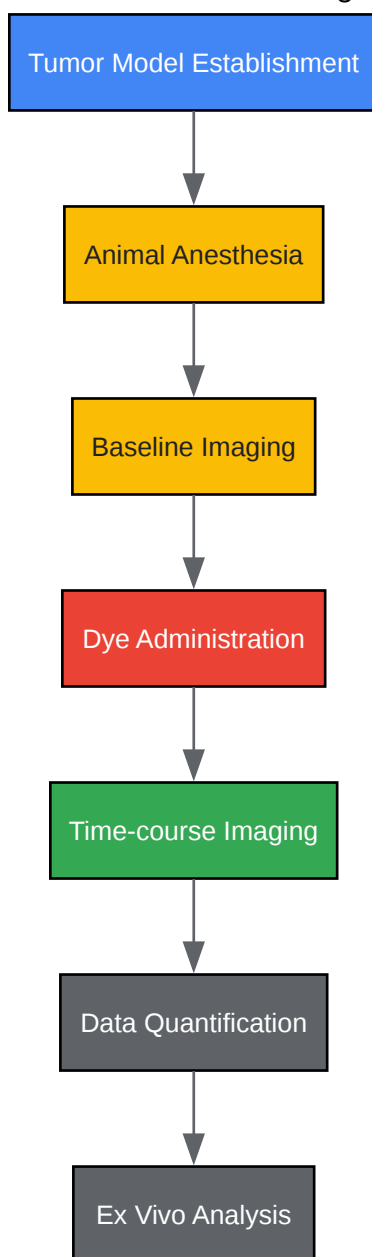 Tumor Model Establishment
Animal Anesthesia
Baseline Imaging
Dye Administration
Time-course Imaging
Data Quantification
Ex Vivo Analysis